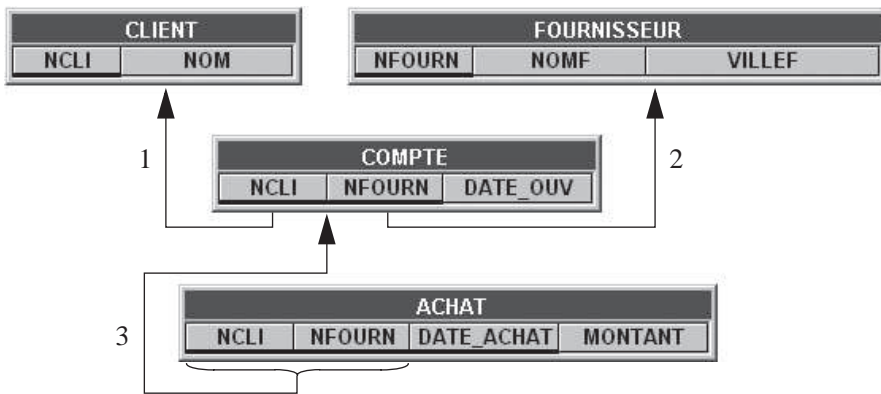 CLIENT
NCLI NOM
FOURNISSEUR
NFOURN NOMF VILLEF
1
2
COMPTE
NCLI NFOURN DATE_OUV
3
ACHAT
NCLI NFOURN DATE_ACHAT MONTANT